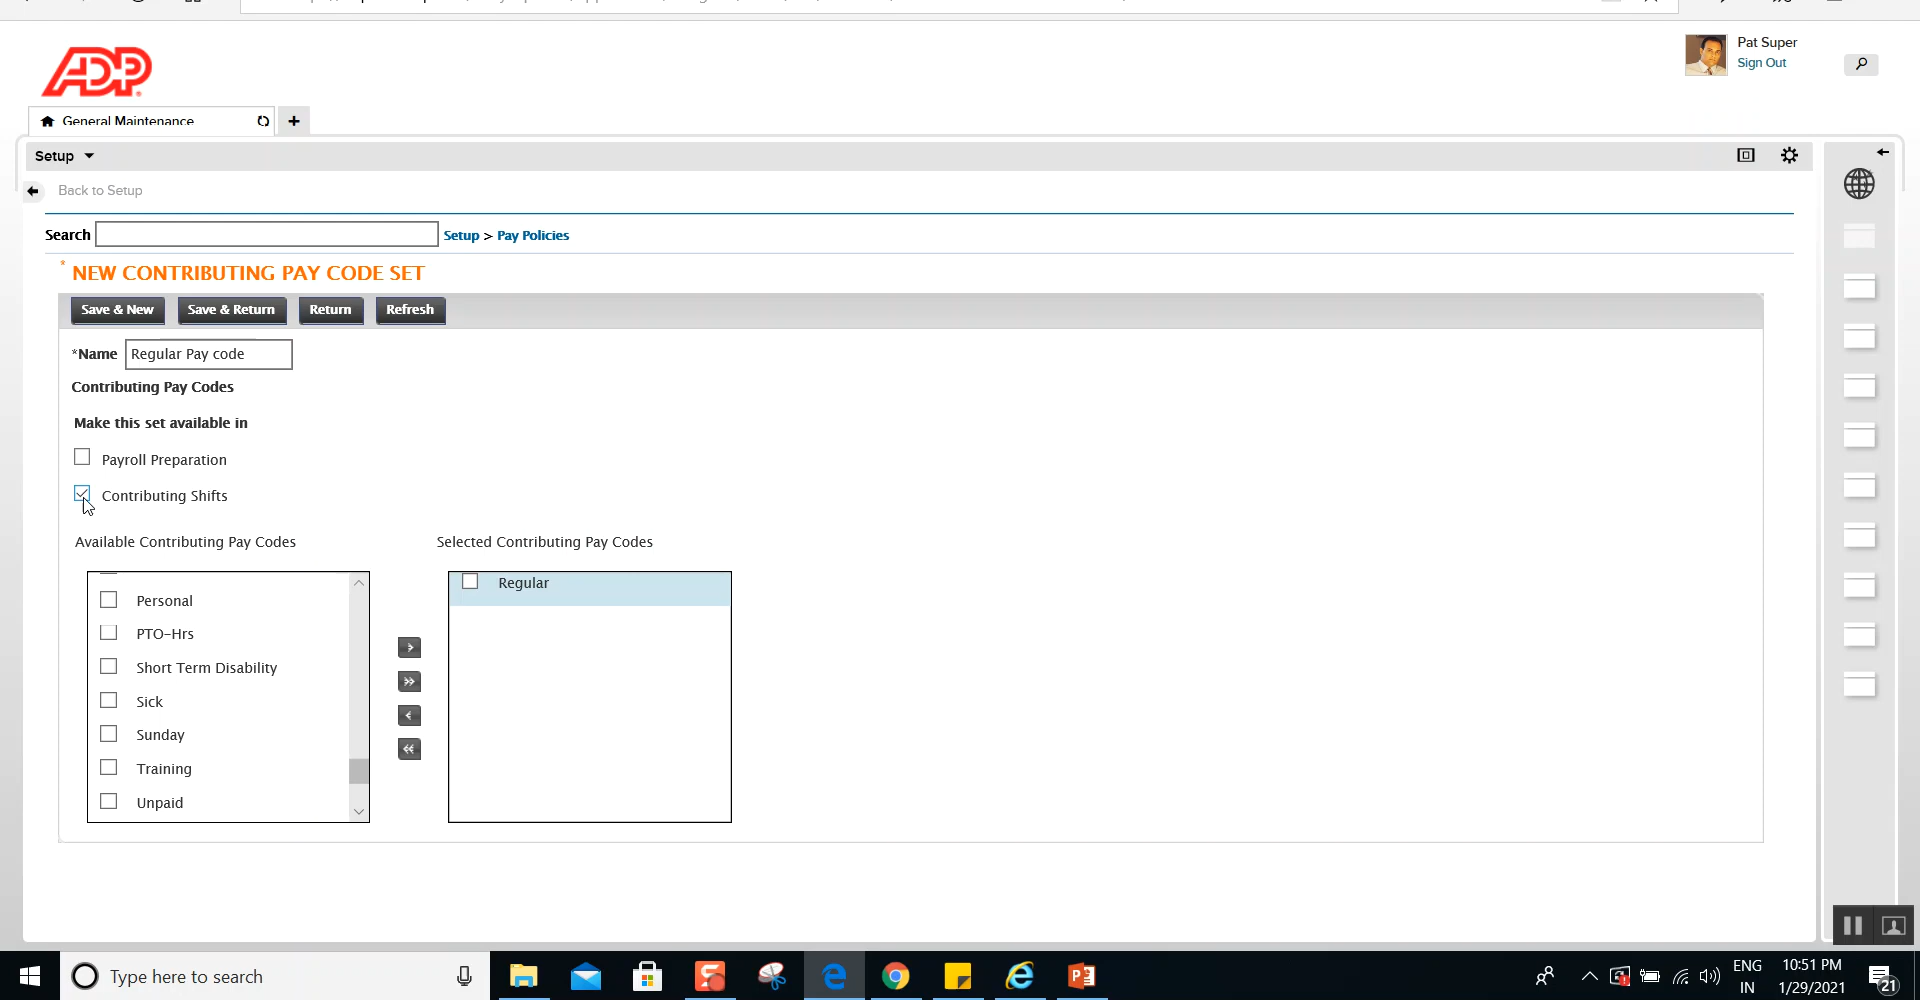 ADP
Pat Super
Sign Out
General Maintenance
Setup
Back to Setup
Search
Setup > Pay Policies
* NEW CONTRIBUTING PAY CODE SET
Save & New
Save & Return
Return
Refresh
*Name
Regular Pay code
Contributing Pay Codes
Make this set available in
Payroll Preparation
Contributing Shifts
Available Contributing Pay Codes
Selected Contributing Pay Codes
Personal
PTO-Hrs
Short Term Disability
Sick
Sunday
Training
Unpaid
Regular
Type here to search
ENG
IN
10:51 PM
1/29/2021
21